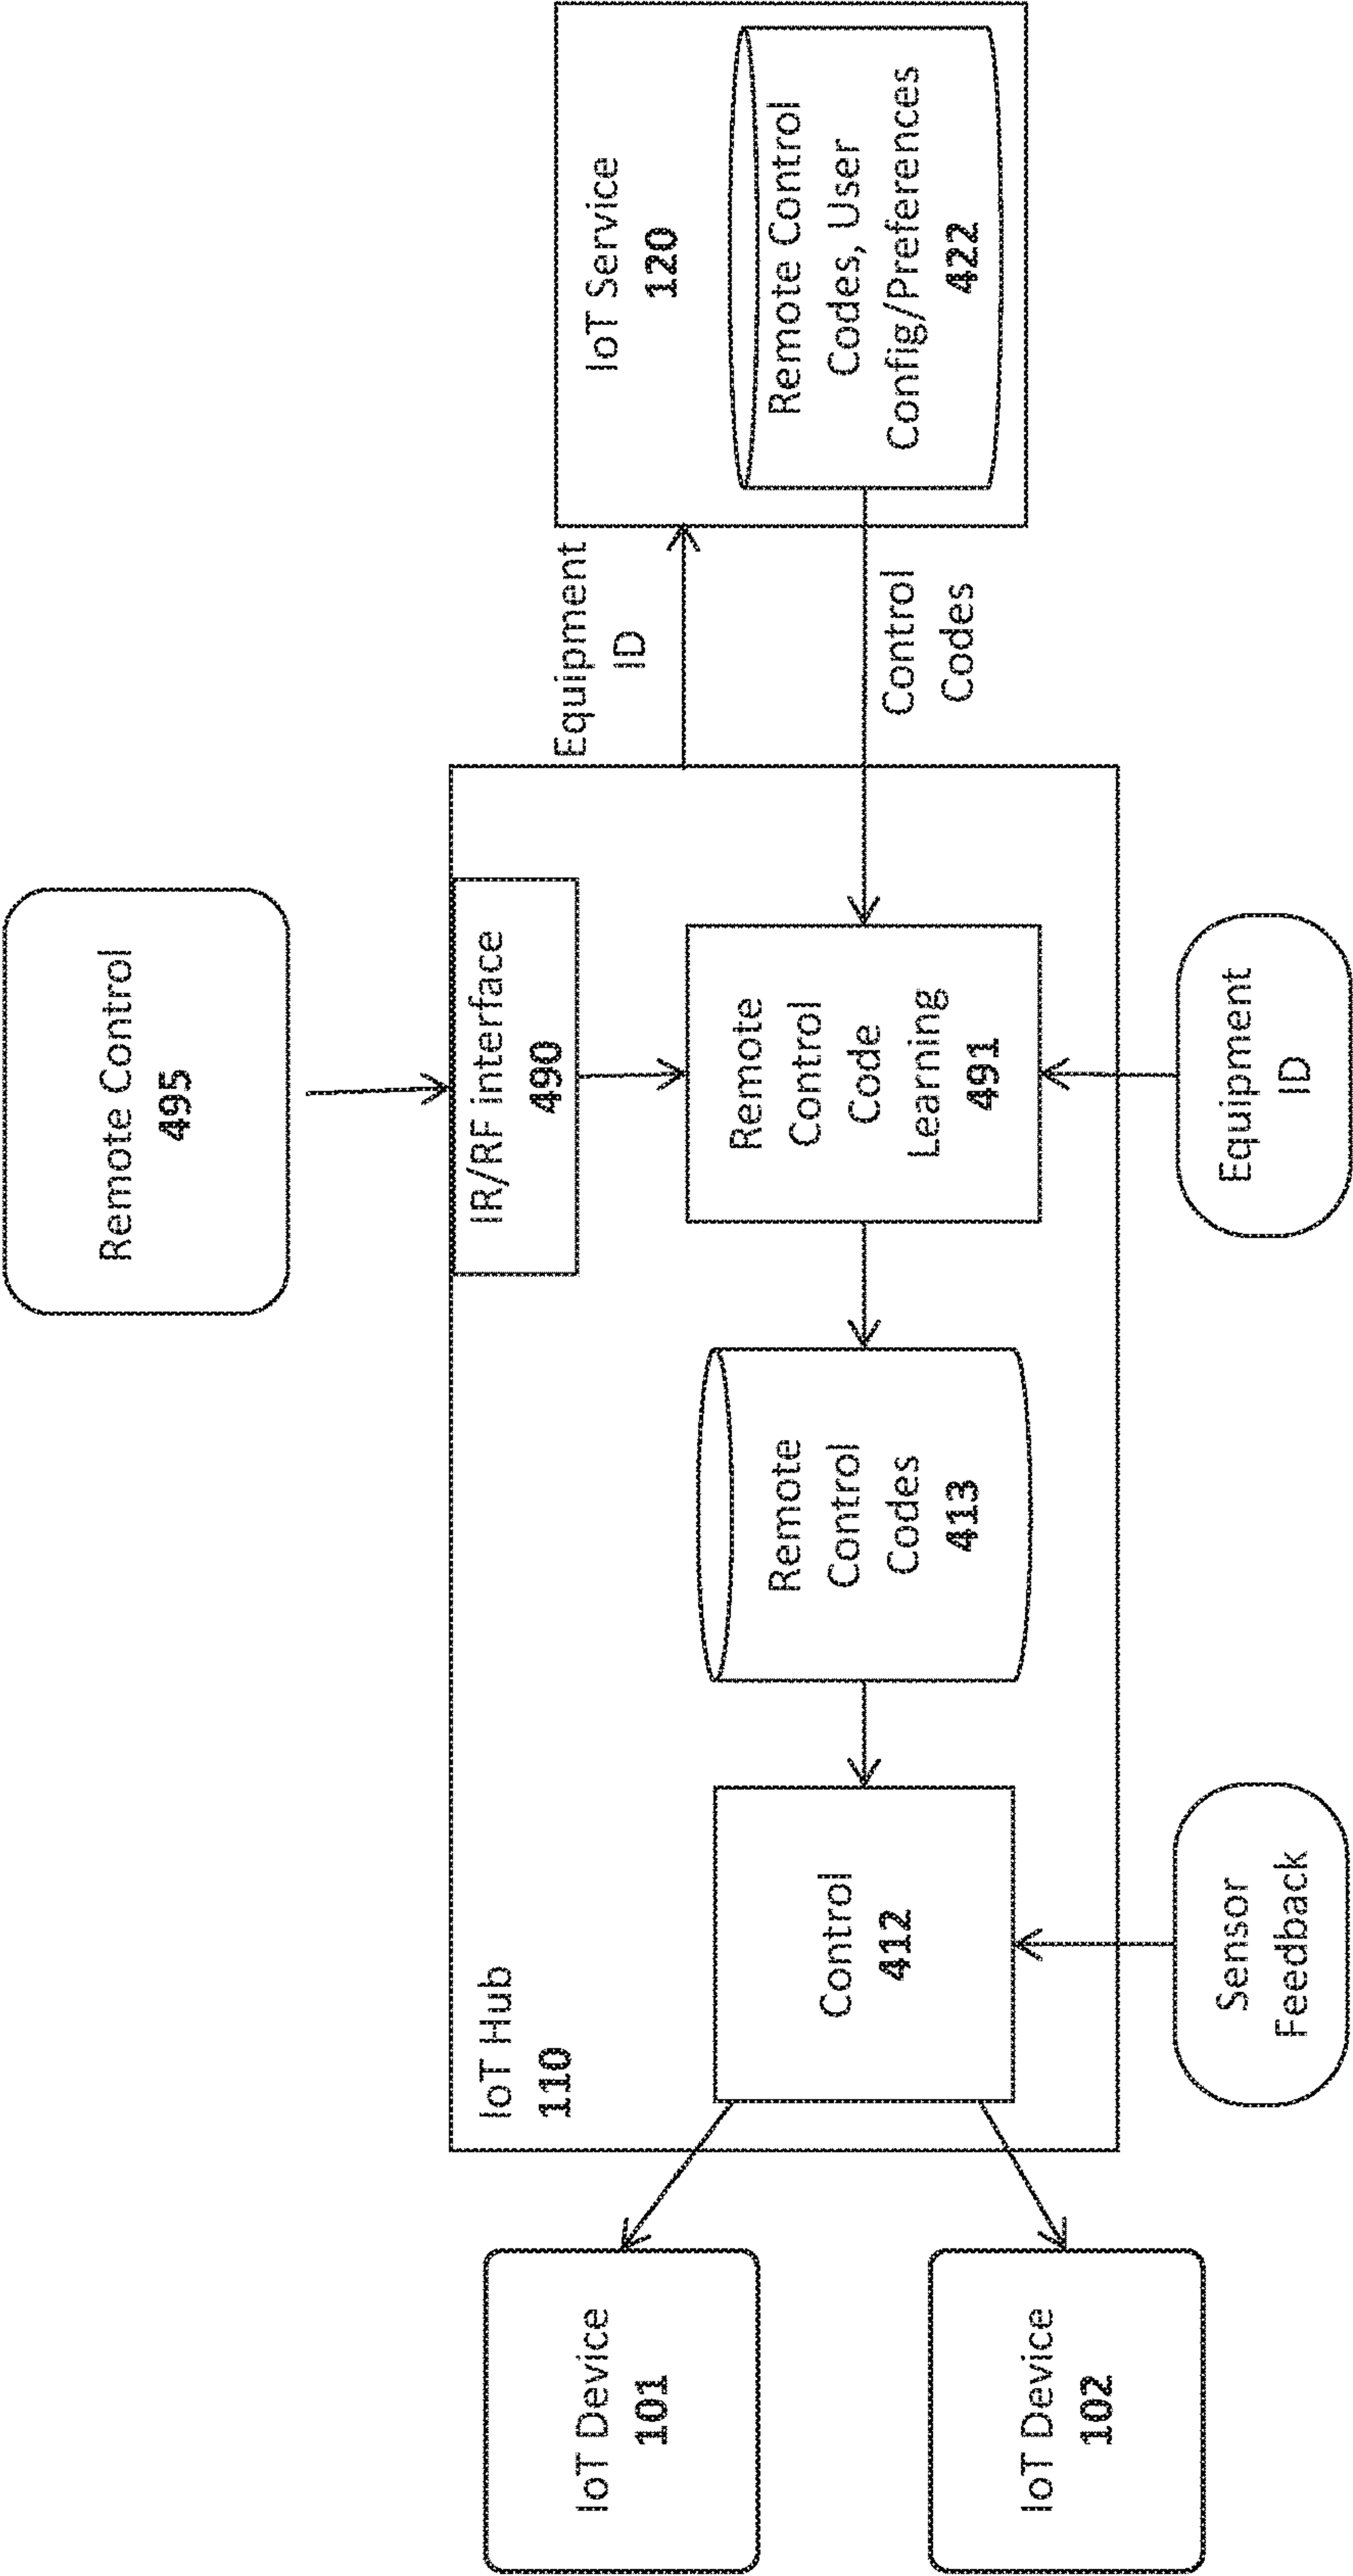 Remote Control
495
IoT Hub
110
IR/RF interface
490
Equipment
ID
IoT Service
120
IoT Device
101
IoT Device
102
Control
412
Remote
Control
Codes
413
Remote
Control
Code
Learning
491
Control
Codes
Remote Control
Codes, User
Config/Preferences
422
Sensor
Feedback
Equipment
ID